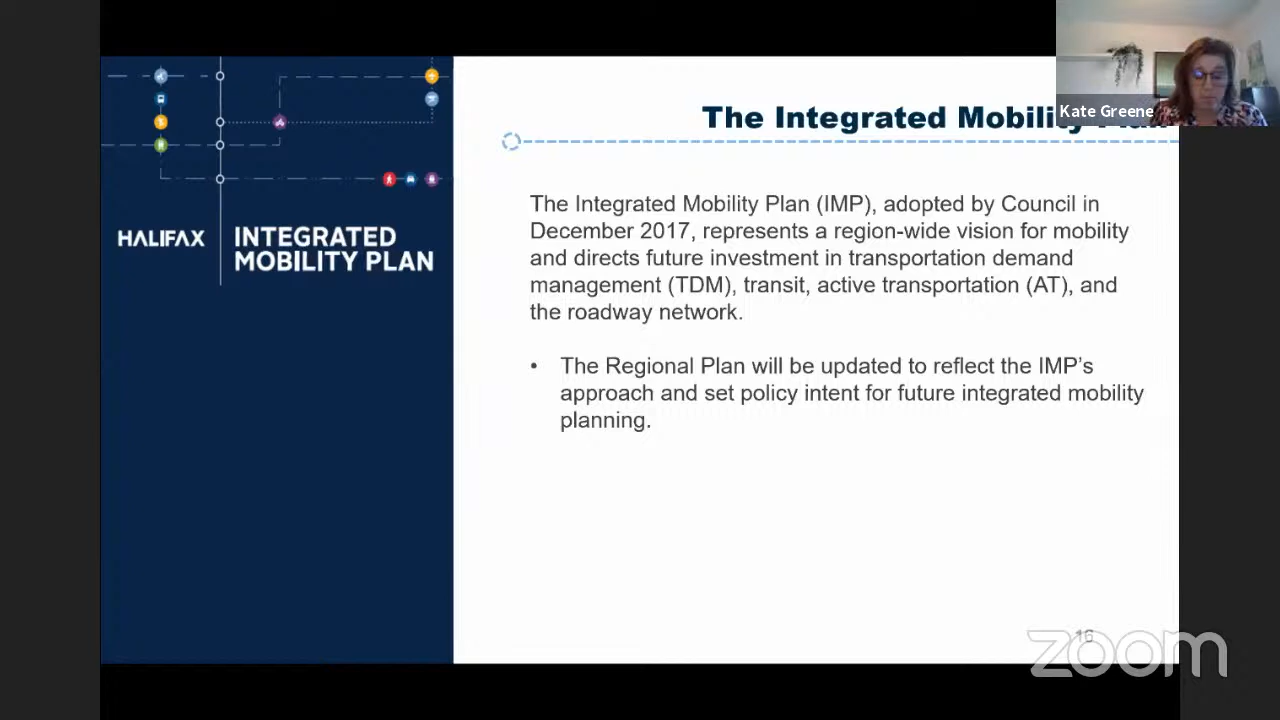 The Integrated Mobility Plan
Kate Greene
HALIFAX
INTEGRATED
MOBILITY PLAN
The Integrated Mobility Plan (IMP), adopted by Council in
December 2017, represents a region-wide vision for mobility
and directs future investment in transportation demand
management (TDM), transit, active transportation (AT), and
the roadway network.
• The Regional Plan will be updated to reflect the IMP's
approach and set policy intent for future integrated mobility
planning.
16
zoom